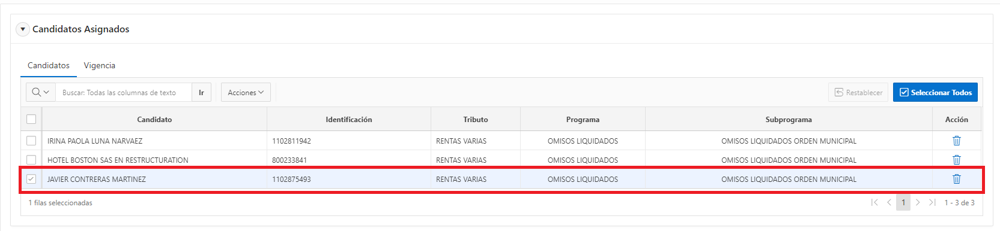 Candidatos Asignados
Candidatos Vigencia
Buscar: Todas las columnas de texto Ir Acciones Restablecer Seleccionar Todos
Candidato Identificación Tributo Programa Subprograma Acción
IRINA PAOLA LUNA NARVAEZ 1102811942 RENTAS VARIAS OMISOS LIQUIDADOS OMISOS LIQUIDADOS ORDEN MUNICIPAL
HOTEL BOSTON SAS EN RESTRUCTURATION 800233841 RENTAS VARIAS OMISOS LIQUIDADOS OMISOS LIQUIDADOS ORDEN MUNICIPAL
JAVIER CONTRERAS MARTINEZ 1102875493 RENTAS VARIAS OMISOS LIQUIDADOS OMISOS LIQUIDADOS ORDEN MUNICIPAL
1 filas seleccionadas 1 1 - 3 de 3